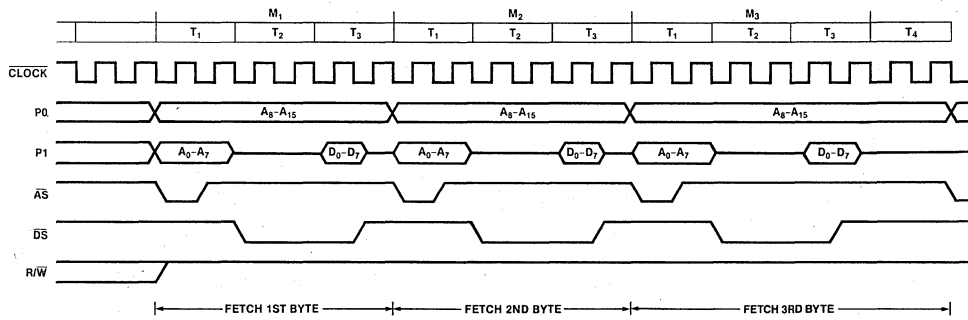 M₁ M₂ M₃
T₁ T₂ T₃ T₁ T₂ T₃ T₁ T₂ T₃ T₄
CLOCK
P0 A₈–A₁₅ A₈–A₁₅ A₈–A₁₅
P1 A₀–A₇ D₀–D₇ A₀–A₇ D₀–D₇ A₀–A₇ D₀–D₇
AS
DS
R/W
FETCH 1ST BYTE FETCH 2ND BYTE FETCH 3RD BYTE